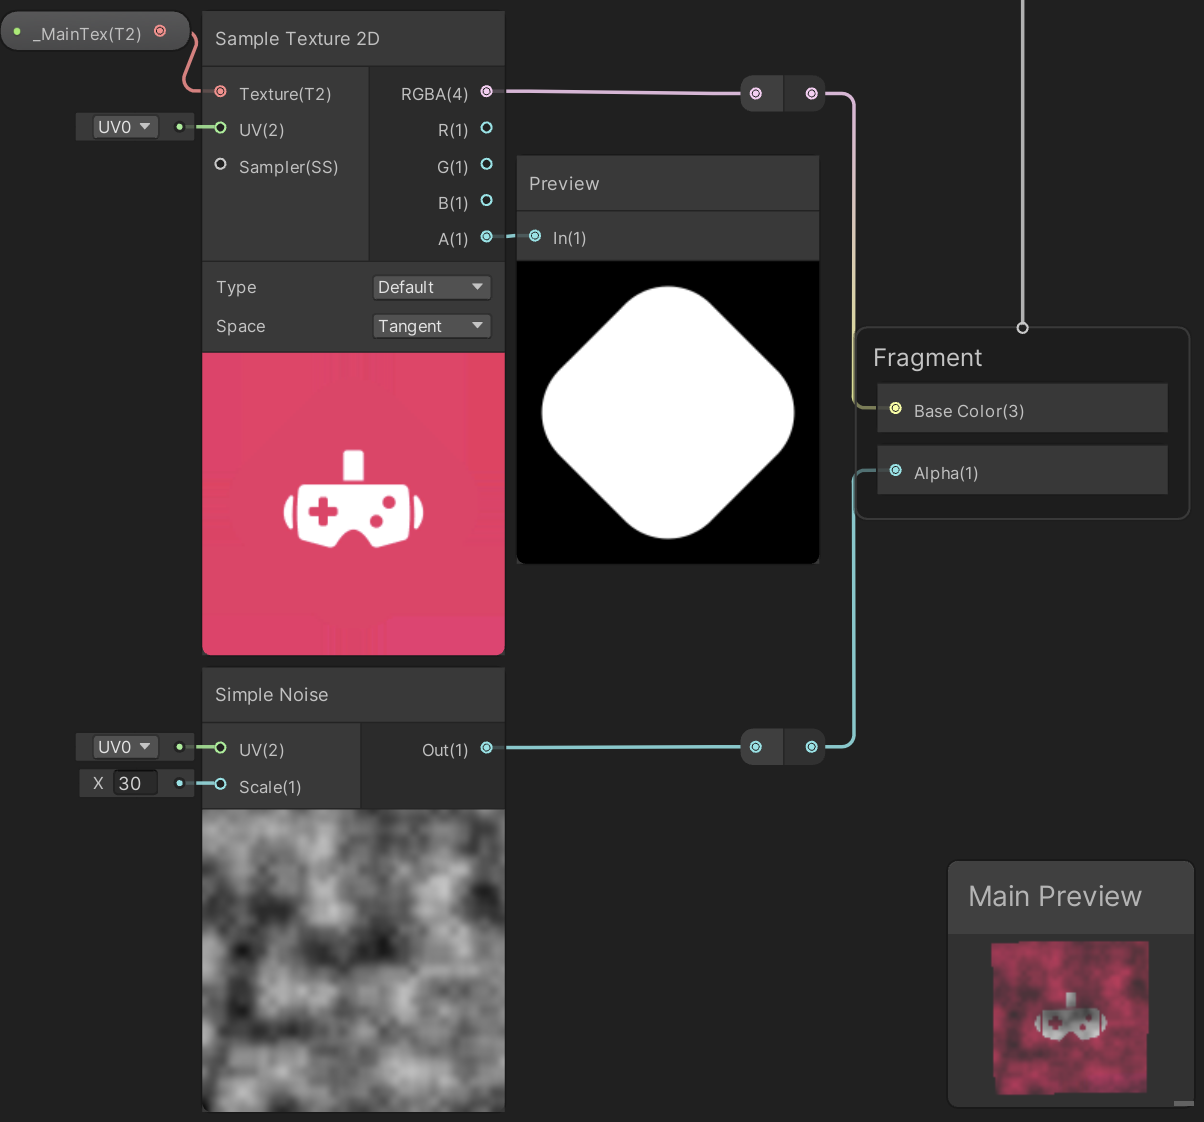 _MainTex(T2)
Sample Texture 2D
Texture(T2)
RGBA(4)
UV0
UV(2)
R(1)
Sampler(SS)
G(1)
B(1)
A(1)
Type
Default
Space
Tangent
Preview
In(1)
Fragment
Base Color(3)
Alpha(1)
Simple Noise
UV0
UV(2)
Out(1)
X 30
Scale(1)
Main Preview